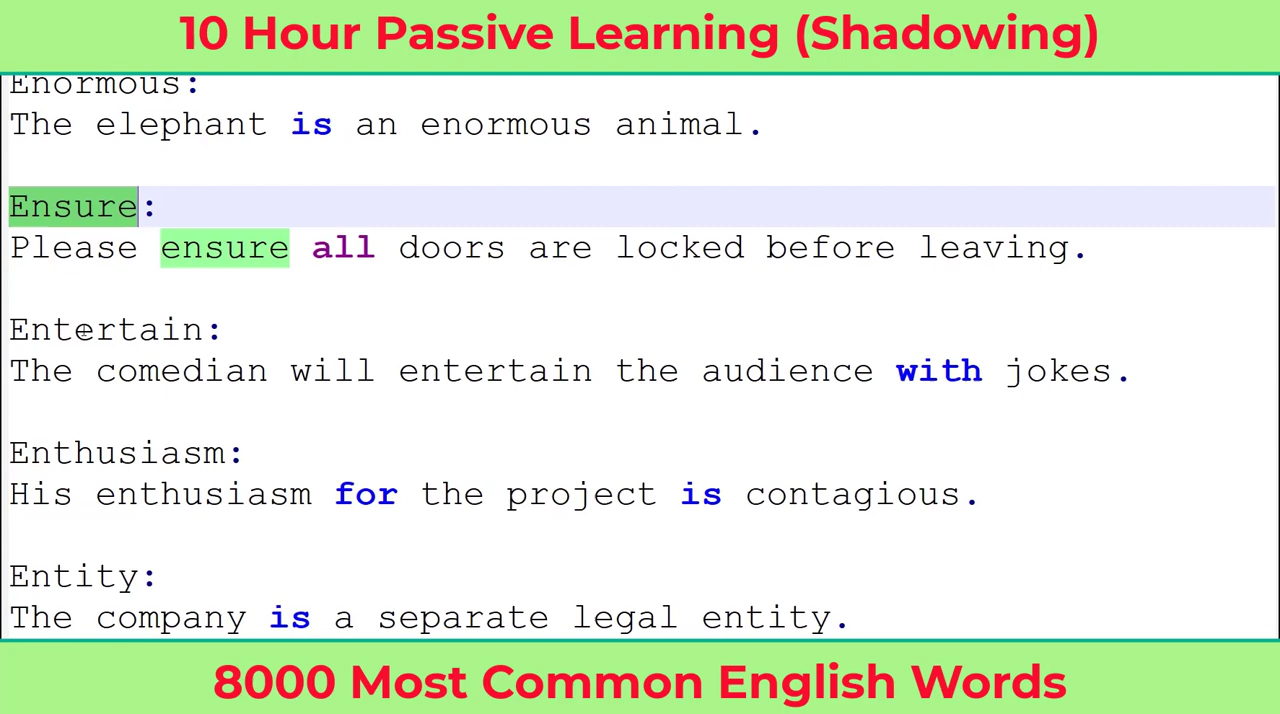 10 Hour Passive Learning (Shadowing)
Enormous:
The elephant is an enormous animal.
Ensure:
Please ensure all doors are locked before leaving.
Entertain:
The comedian will entertain the audience with jokes.
Enthusiasm:
His enthusiasm for the project is contagious.
Entity:
The company is a separate legal entity.
8000 Most Common English Words